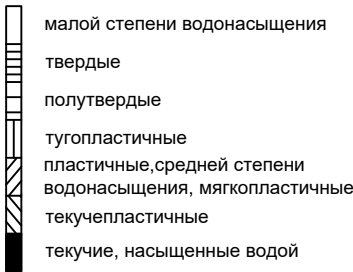 малой степени водонасыщения
твердые
полутвердые
тугопластичные
пластичные,средней степени
водонасыщения, мягкопластичные
текучепластичные
текучие, насыщенные водой